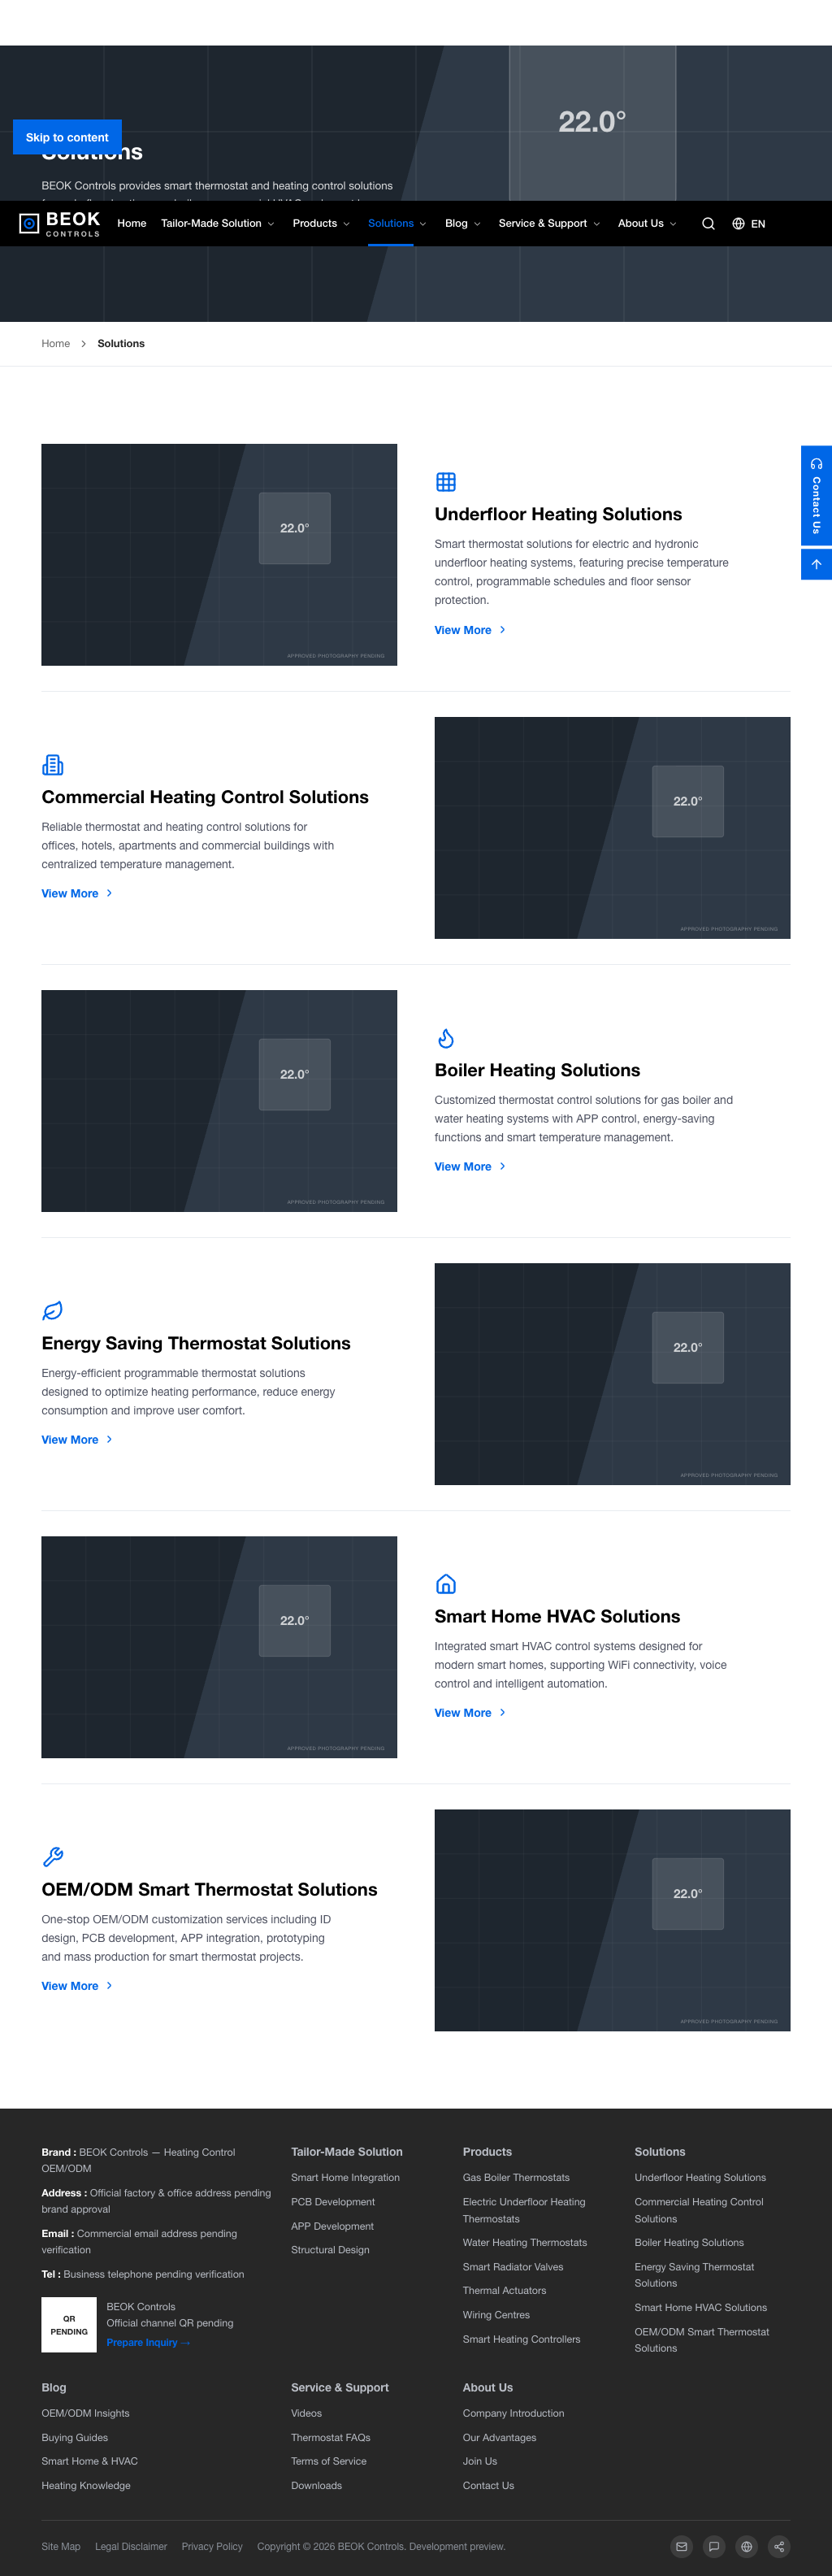 22.0°
Skip to content
Solutions
BEOK Controls provides smart thermostat and heating control solutions
BEOK
CONTROLS
Home
Tailor-Made Solution
Products
Solutions
Blog
Service & Support
About Us
EN
Home
Solutions
Contact Us
22.0°
APPROVED PHOTOGRAPHY PENDING
Underfloor Heating Solutions
Smart thermostat solutions for electric and hydronic
underfloor heating systems, featuring precise temperature
control, programmable schedules and floor sensor
protection.
View More
Commercial Heating Control Solutions
Reliable thermostat and heating control solutions for
offices, hotels, apartments and commercial buildings with
centralized temperature management.
View More
22.0°
APPROVED PHOTOGRAPHY PENDING
22.0°
APPROVED PHOTOGRAPHY PENDING
Boiler Heating Solutions
Customized thermostat control solutions for gas boiler and
water heating systems with APP control, energy-saving
functions and smart temperature management.
View More
Energy Saving Thermostat Solutions
Energy-efficient programmable thermostat solutions
designed to optimize heating performance, reduce energy
consumption and improve user comfort.
View More
22.0°
APPROVED PHOTOGRAPHY PENDING
22.0°
APPROVED PHOTOGRAPHY PENDING
Smart Home HVAC Solutions
Integrated smart HVAC control systems designed for
modern smart homes, supporting WiFi connectivity, voice
control and intelligent automation.
View More
OEM/ODM Smart Thermostat Solutions
One-stop OEM/ODM customization services including ID
design, PCB development, APP integration, prototyping
and mass production for smart thermostat projects.
View More
22.0°
APPROVED PHOTOGRAPHY PENDING
Brand : BEOK Controls — Heating Control
OEM/ODM
Address : Official factory & office address pending
brand approval
Email : Commercial email address pending
verification
Tel : Business telephone pending verification
QR
PENDING
BEOK Controls
Official channel QR pending
Prepare Inquiry →
Tailor-Made Solution
Smart Home Integration
PCB Development
APP Development
Structural Design
Products
Gas Boiler Thermostats
Electric Underfloor Heating
Thermostats
Water Heating Thermostats
Smart Radiator Valves
Thermal Actuators
Wiring Centres
Smart Heating Controllers
Solutions
Underfloor Heating Solutions
Commercial Heating Control
Solutions
Boiler Heating Solutions
Energy Saving Thermostat
Solutions
Smart Home HVAC Solutions
OEM/ODM Smart Thermostat
Solutions
Blog
OEM/ODM Insights
Buying Guides
Smart Home & HVAC
Heating Knowledge
Service & Support
Videos
Thermostat FAQs
Terms of Service
Downloads
About Us
Company Introduction
Our Advantages
Join Us
Contact Us
Site Map
Legal Disclaimer
Privacy Policy
Copyright © 2026 BEOK Controls. Development preview.